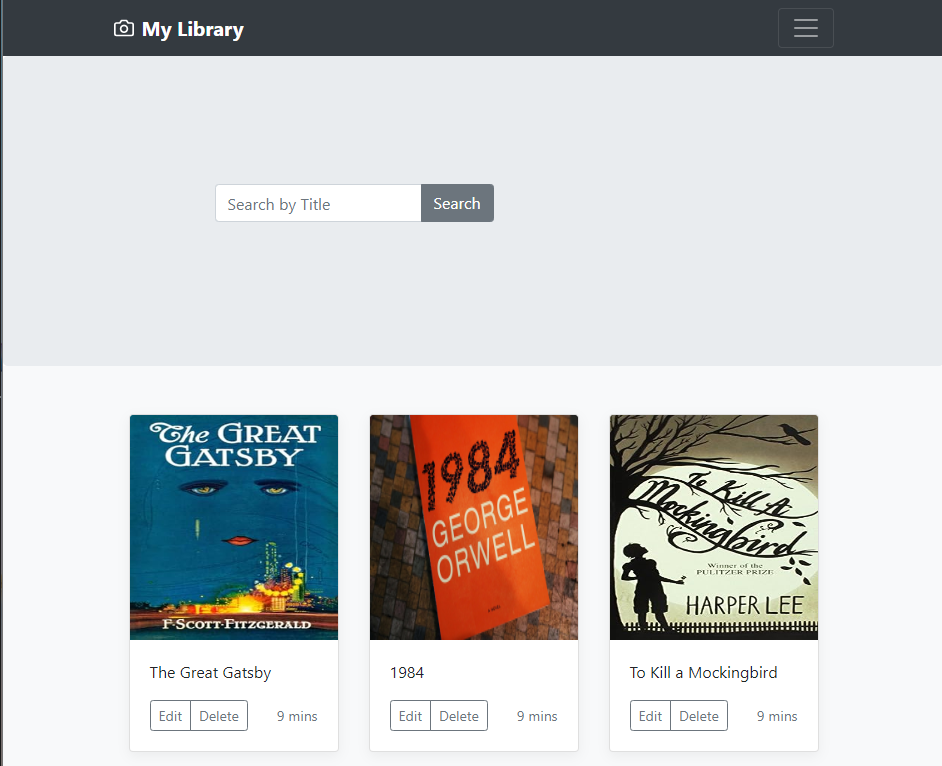 My Library
Search by Title
Search
The GREAT
GATSBY
F·SCOTT·FITZGERALD
1984
GEORGE
ORWELL
To Kill A
Mockingbird
Winner of the
PULITZER PRIZE
HARPER LEE
The Great Gatsby
1984
To Kill a Mockingbird
Edit Delete 9 mins
Edit Delete 9 mins
Edit Delete 9 mins